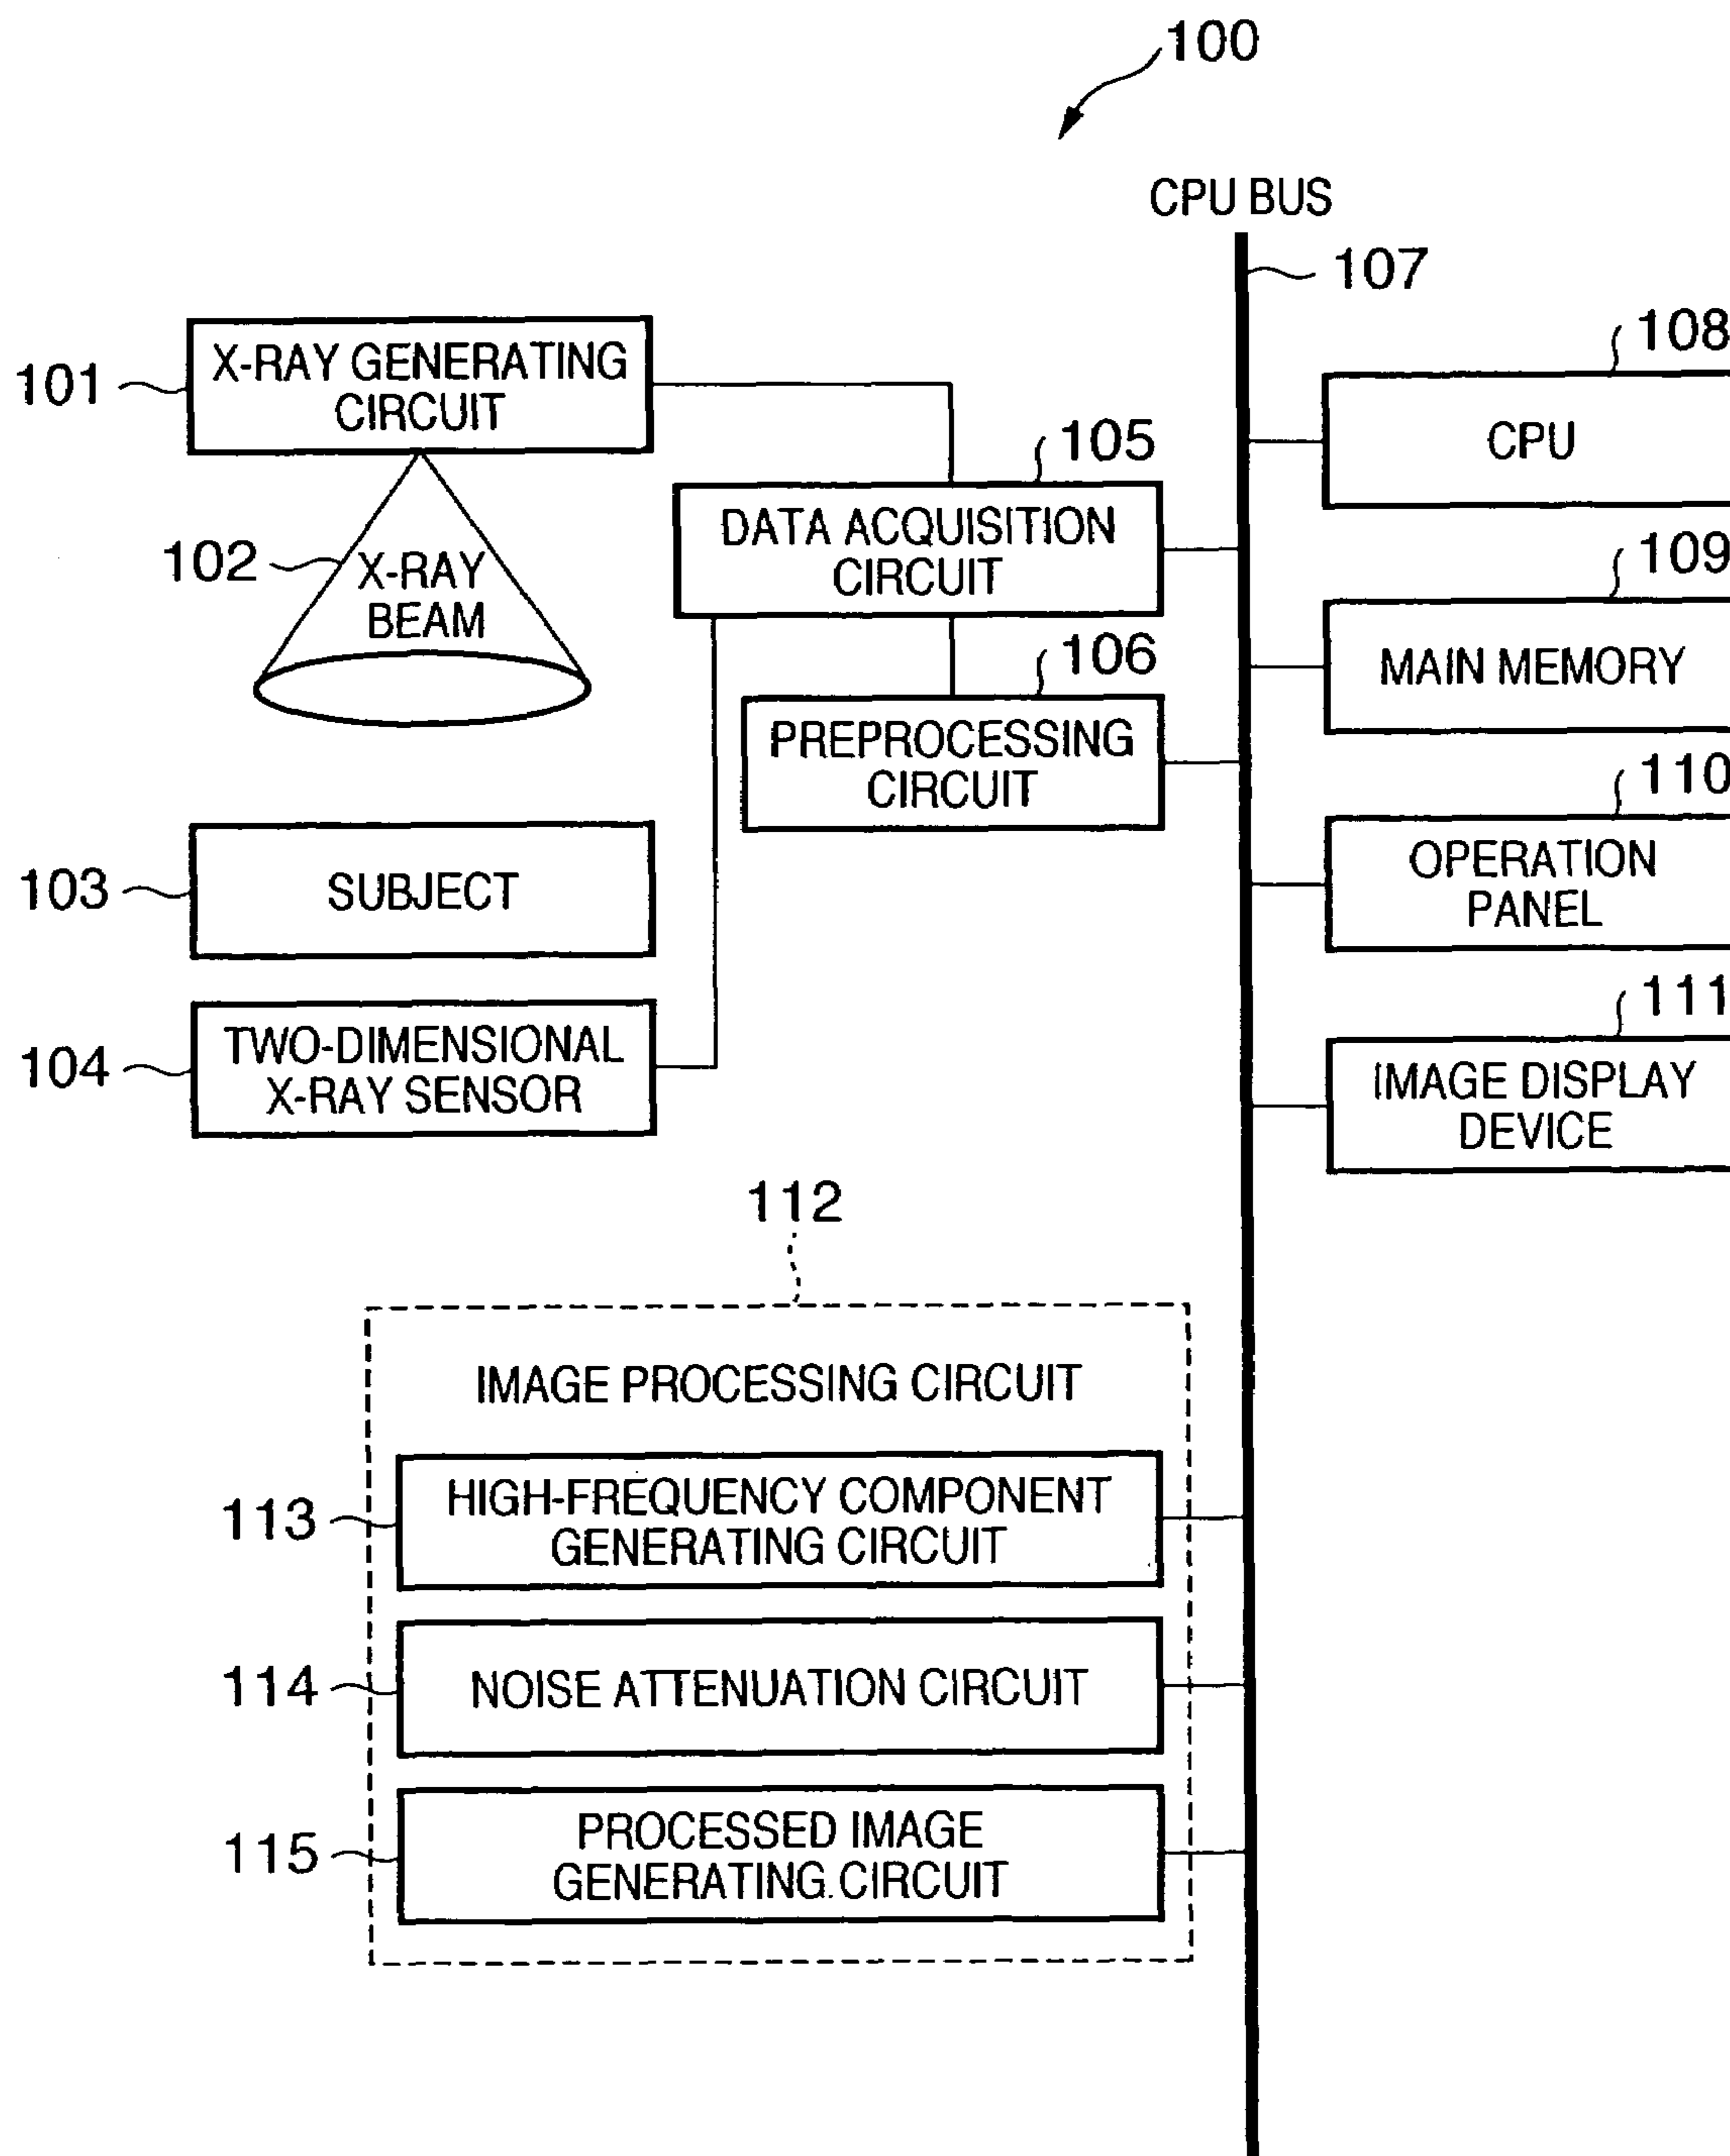 100
CPU BUS
107
101
X-RAY GENERATING
CIRCUIT
108
CPU
105
DATA ACQUISITION
CIRCUIT
102
X-RAY
BEAM
109
MAIN MEMORY
106
PREPROCESSING
CIRCUIT
110
OPERATION
PANEL
103
SUBJECT
111
IMAGE DISPLAY
DEVICE
104
TWO-DIMENSIONAL
X-RAY SENSOR
112
IMAGE PROCESSING CIRCUIT
113
HIGH-FREQUENCY COMPONENT
GENERATING CIRCUIT
114
NOISE ATTENUATION CIRCUIT
115
PROCESSED IMAGE
GENERATING CIRCUIT